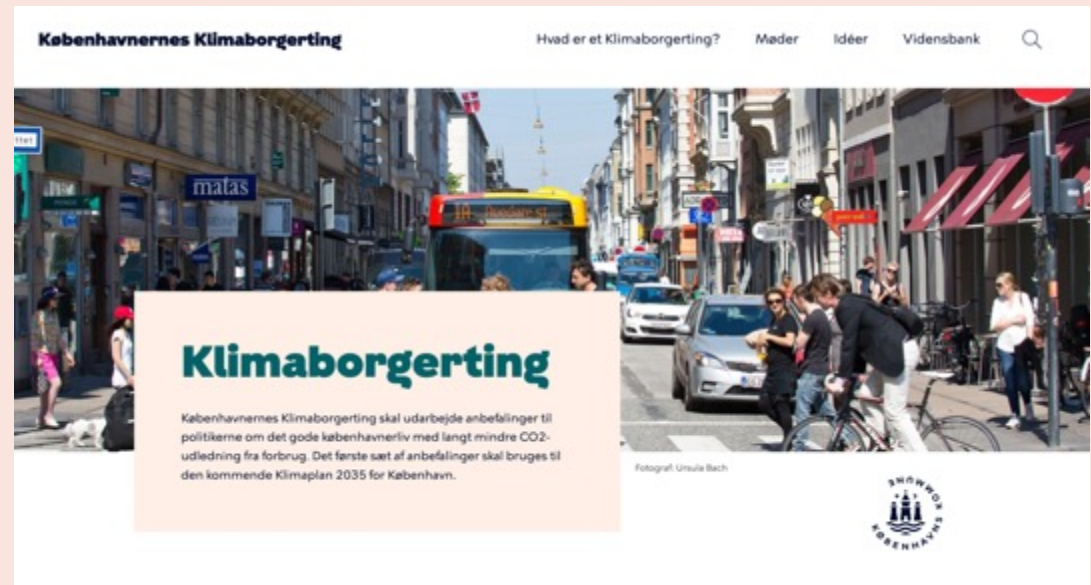 Københavnernes Klimaborgerting
Hvad er et Klimaborgerting? Møder Idéer Vidensbank
matas
1A
Klimaborgerting
Københavnernes Klimaborgerting skal udarbejde anbefalinger til
politikerne om det gode københavnerliv med langt mindre CO2-
udledning fra forbrug. Det første sæt af anbefalinger skal bruges til
den kommende Klimaplan 2035 for København.
Fotograf: Ursula Bach
KØBENHAVNS KOMMUNE